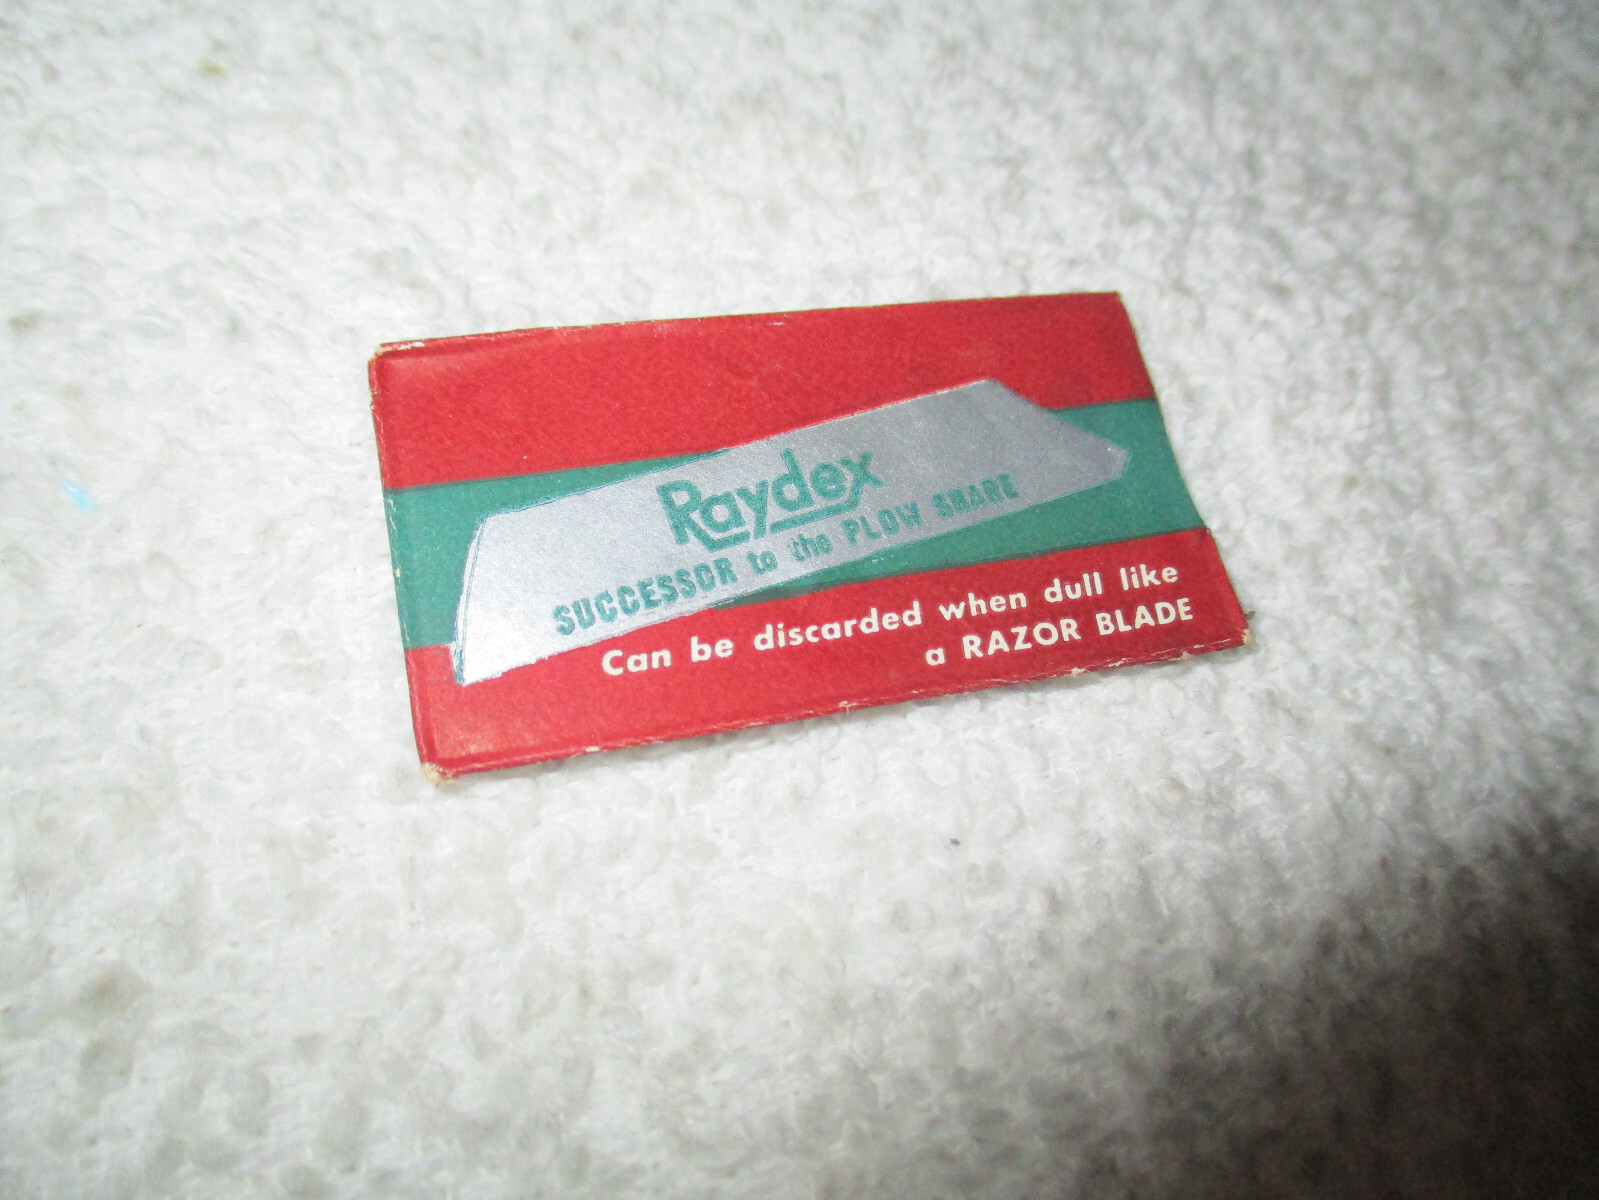 Raydex
SUCCESSOR to the PLOW SHARE
Can be discarded when dull like
a RAZOR BLADE